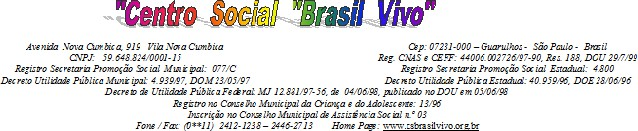 "Centro Social "Brasil Vivo"
Avenida Nova Cumbica, 919 Vila Nova Cumbica Cep: 07231-000 – Guarulhos - São Paulo - Brasil
CNPJ: 59.648.824/0001-15 Reg. CNAS e CEFF: 44006.002726/97-90, Res. 188, DOU 29/7/99
Registro Secretaria Promoção Social Municipal: 077/C Registro Secretaria Promoção Social Estadual: 4800
Decreto Utilidade Pública Municipal: 4.939/97, DOM 23/05/97 Decreto Utilidade Pública Estadual: 40.959/96, DOE 28/06/96
Decreto de Utilidade Pública Federal: MJ 12.881/97-56, de 04/06/98, publicado no DOU em 05/06/98
Registro no Conselho Municipal da Criança e do Adolescente: 13/96
Inscrição no Conselho Municipal de Assistência Social n.º 03
Fone / Fax: (0**11) 2412-1238 – 2446-2713 Home Page: www.csbrasilvivo.org.br